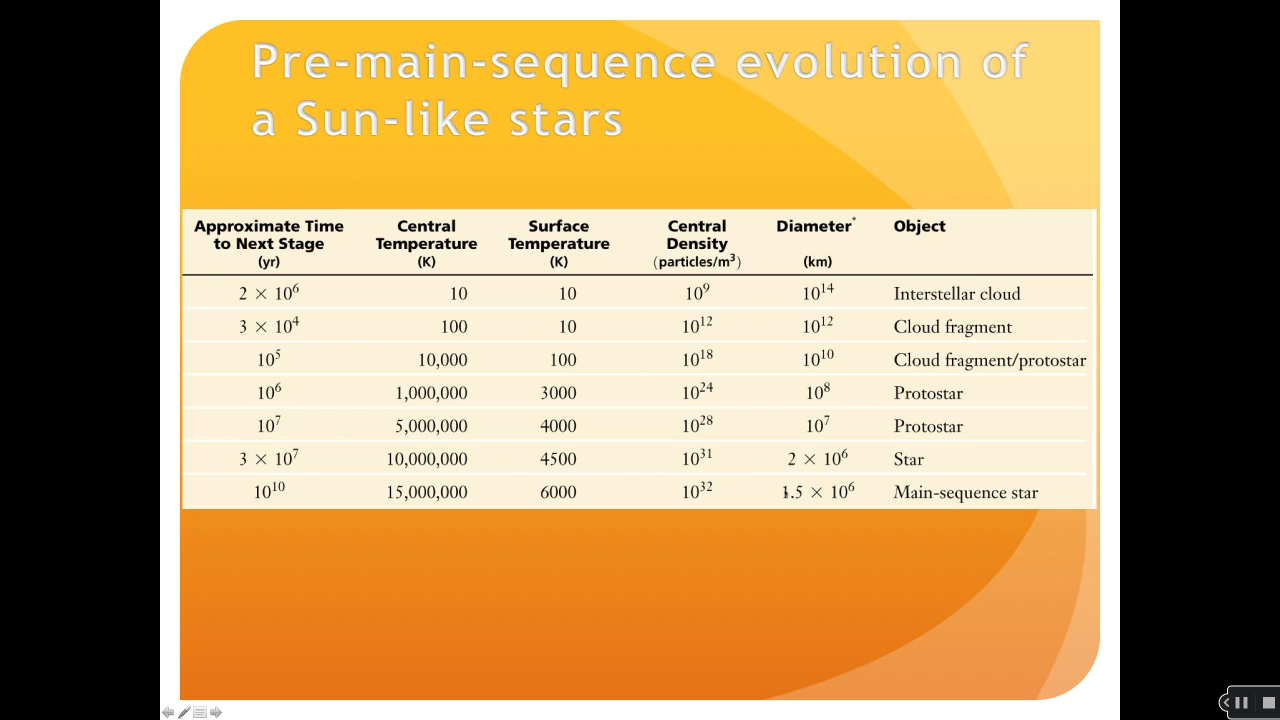 Pre-main-sequence evolution of
a Sun-like stars
Approximate Time Central Surface Central Diameter* Object
to Next Stage Temperature Temperature Density
(yr) (K) (K) (particles/m³) (km)
2 × 10⁶ 10 10 10⁹ 10¹⁴ Interstellar cloud
3 × 10⁴ 100 10 10¹² 10¹² Cloud fragment
10⁵ 10,000 100 10¹⁸ 10¹⁰ Cloud fragment/protostar
10⁶ 1,000,000 3000 10²⁴ 10⁸ Protostar
10⁷ 5,000,000 4000 10²⁸ 10⁷ Protostar
3 × 10⁷ 10,000,000 4500 10³¹ 2 × 10⁶ Star
10¹⁰ 15,000,000 6000 10³² 1.5 × 10⁶ Main-sequence star